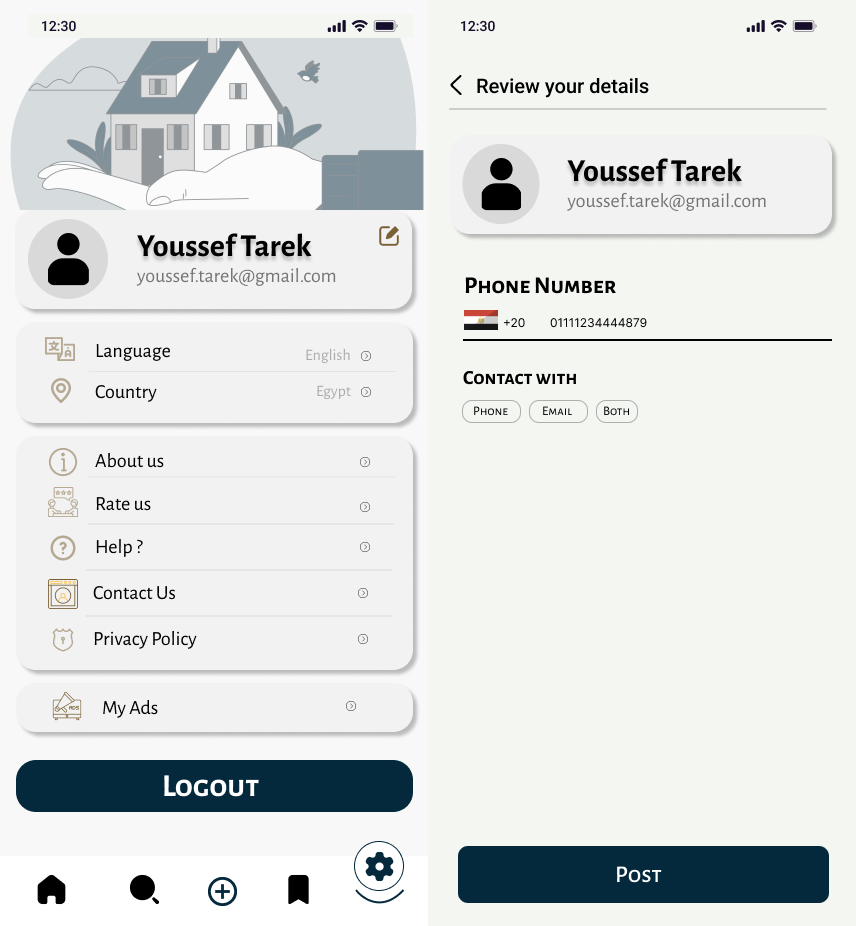 12:30
Youssef Tarek
youssef.tarek@gmail.com
Language
English
Country
Egypt
About us
Rate us
Help ?
Contact Us
Privacy Policy
ADS
My Ads
Logout
12:30
Review your details
Youssef Tarek
youssef.tarek@gmail.com
Phone Number
+20 01111234444879
Contact with
Phone Email Both
Post